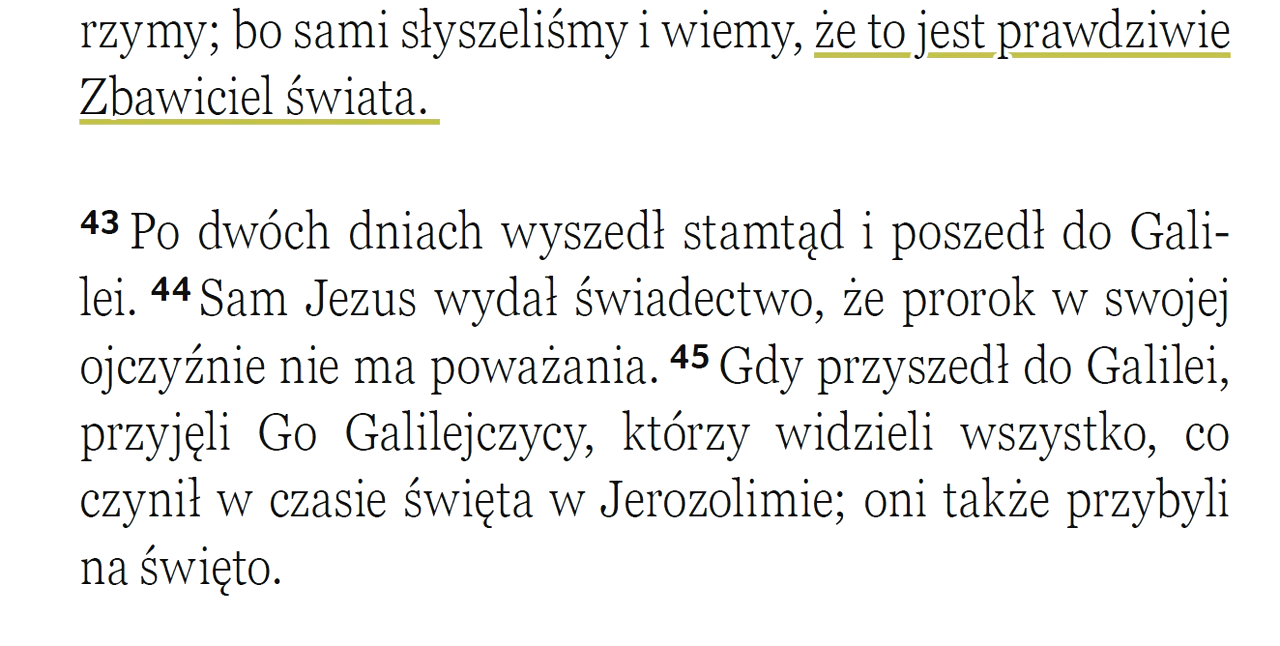 rzymy; bo sami słyszeliśmy i wiemy, że to jest prawdziwie
Zbawiciel świata.
43 Po dwóch dniach wyszedł stamtąd i poszedł do Gali-
lei. 44 Sam Jezus wydał świadectwo, że prorok w swojej
ojczyźnie nie ma poważania. 45 Gdy przyszedł do Galilei,
przyjęli Go Galilejczycy, którzy widzieli wszystko, co
czynił w czasie święta w Jerozolimie; oni także przybyli
na święto.